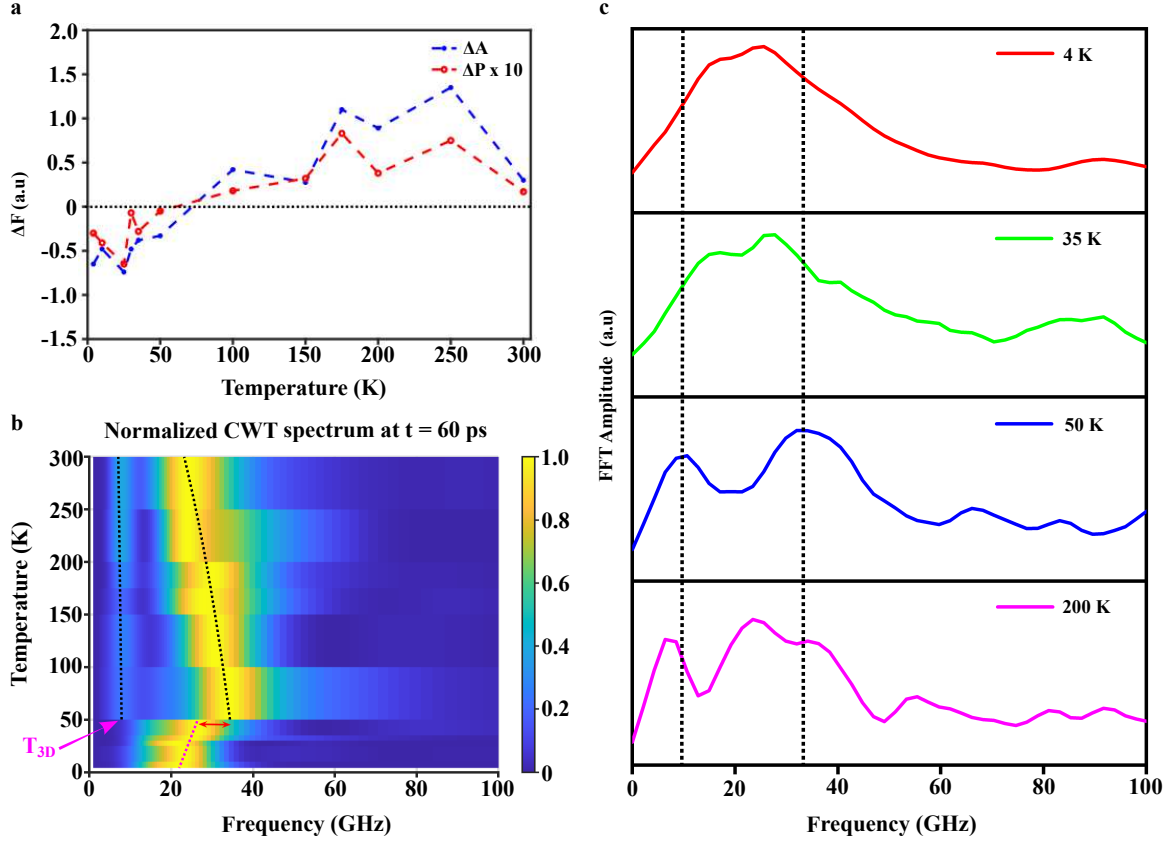 a
2.0
1.5
1.0
0.5
0
-0.5
-1.0
-1.5
ΔF (a.u)
ΔA
ΔP x 10
0 50 100 150 200 250 300
Temperature (K)
b
Normalized CWT spectrum at t = 60 ps
300
250
200
150
100
50
0
Temperature (K)
T3D
0 20 40 60 80 100
Frequency (GHz)
1.0
0.8
0.6
0.4
0.2
0
c
4 K
35 K
50 K
200 K
FFT Amplitude (a.u)
0 20 40 60 80 100
Frequency (GHz)